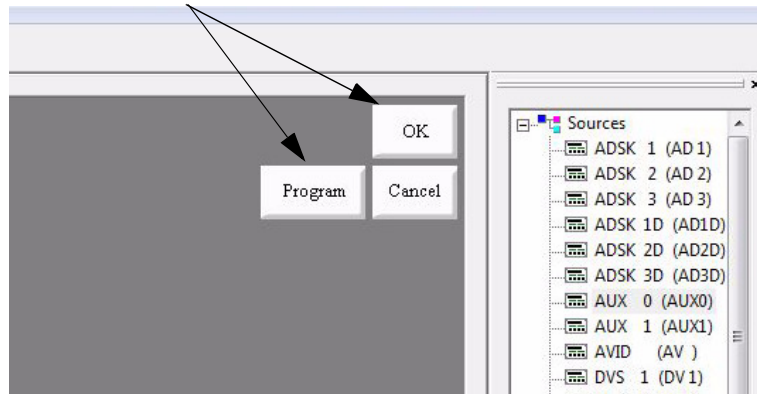 OK
Program
Cancel
Sources
ADSK 1 (AD 1)
ADSK 2 (AD 2)
ADSK 3 (AD 3)
ADSK 1D (AD1D)
ADSK 2D (AD2D)
ADSK 3D (AD3D)
AUX 0 (AUX0)
AUX 1 (AUX1)
AVID (AV )
DVS 1 (DV 1)